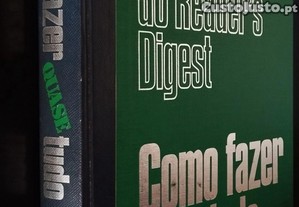 CustoJusto.pt
do Reader's
Digest
Como fazer
fazer QUASE tudo